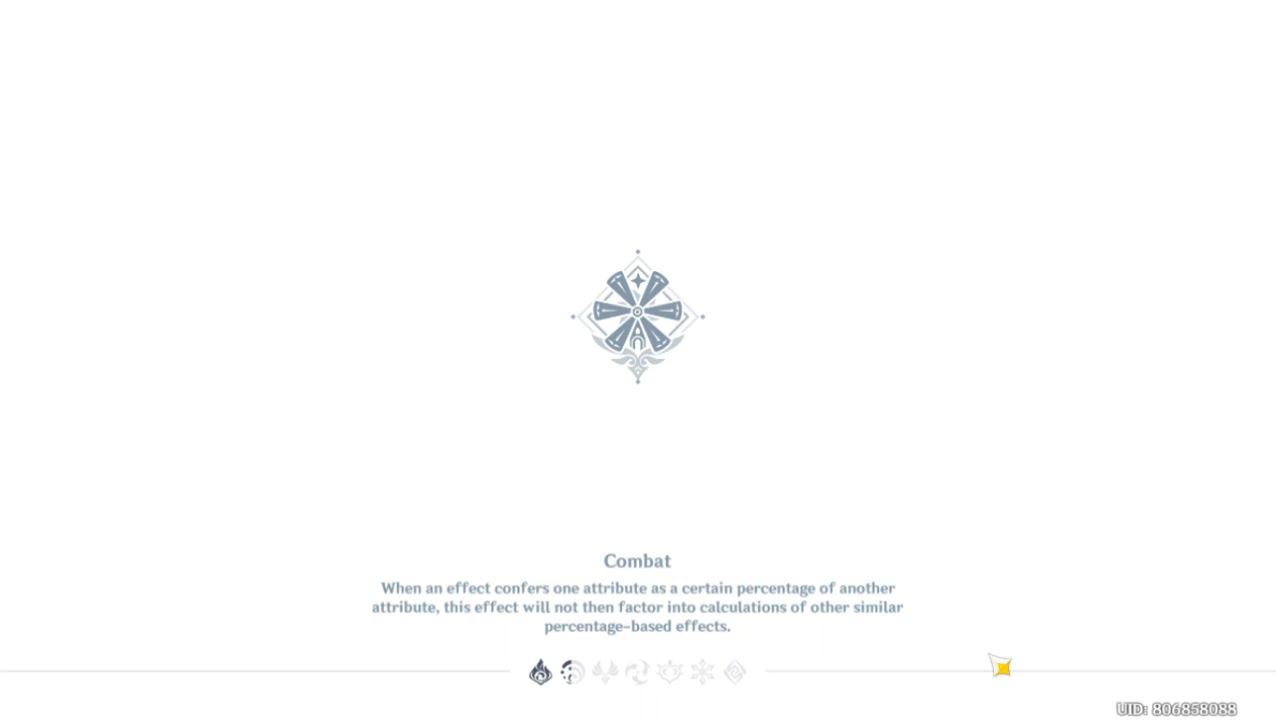 Combat
When an effect confers one attribute as a certain percentage of another
attribute, this effect will not then factor into calculations of other similar
percentage-based effects.
UID: 806858088